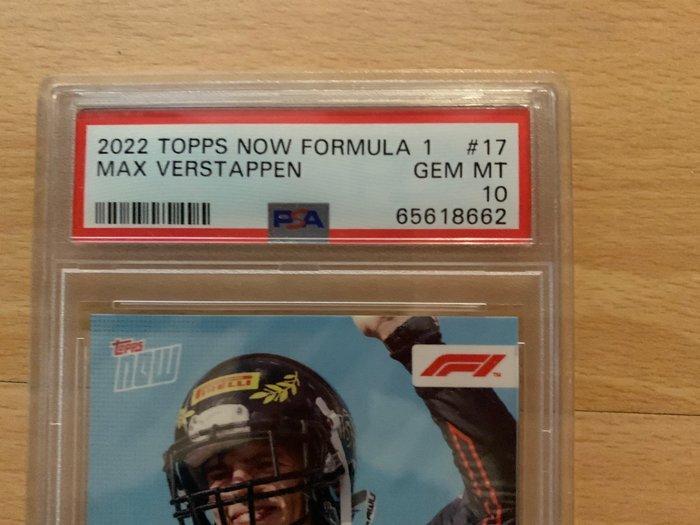 2022 TOPPS NOW FORMULA 1 #17
MAX VERSTAPPEN GEM MT
10
PSA 65618662
Topps
NOW
F1
PIRELLI